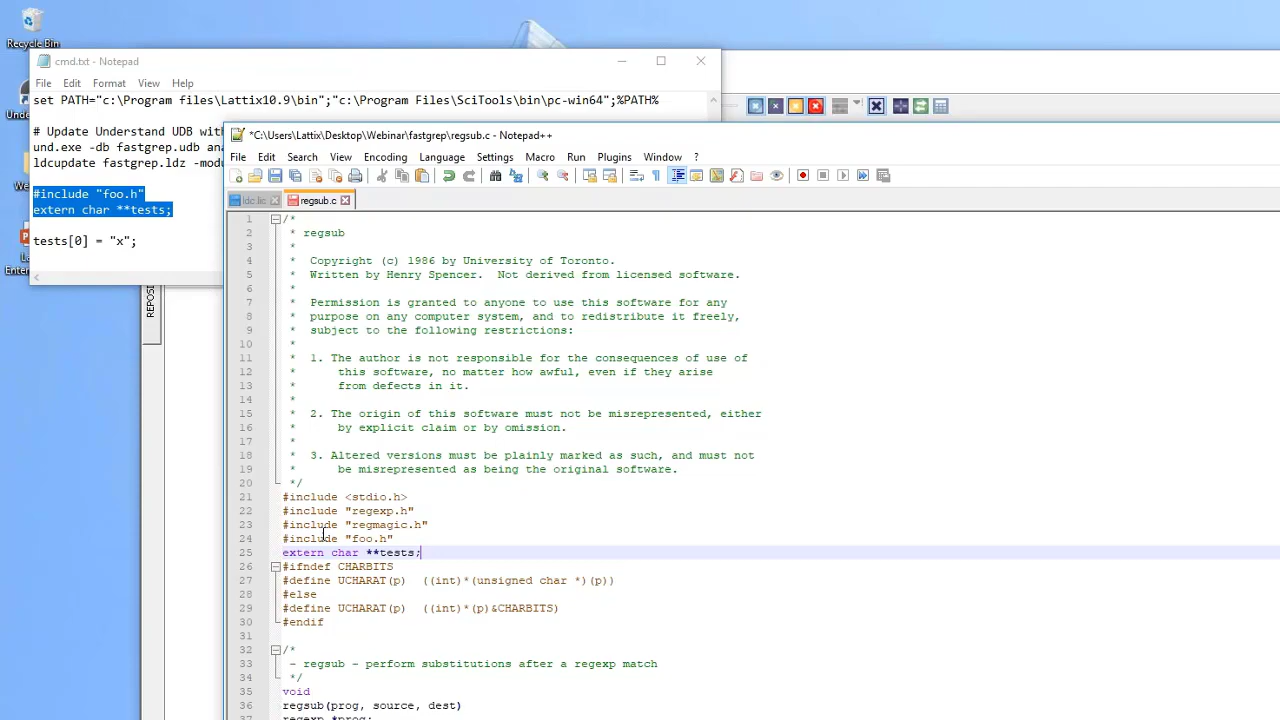 Recycle Bin
cmd.txt - Notepad
File Edit Format View Help
set PATH="c:\Program files\Lattix10.9\bin";"c:\Program Files\SciTools\bin\pc-win64";%PATH%
# Update Understand UDB with
und.exe -db fastgrep.udb ana
ldcupdate fastgrep.ldz -modu
#include "foo.h"
extern char **tests;
tests[0] = "x";
REPOSI
*C:\Users\Lattix\Desktop\Webinar\fastgrep\regsub.c - Notepad++
File Edit Search View Encoding Language Settings Macro Run Plugins Window ?
ldc.lic regsub.c
1 /*
2 * regsub
3 *
4 * Copyright (c) 1986 by University of Toronto.
5 * Written by Henry Spencer. Not derived from licensed software.
6 *
7 * Permission is granted to anyone to use this software for any
8 * purpose on any computer system, and to redistribute it freely,
9 * subject to the following restrictions:
10 *
11 * 1. The author is not responsible for the consequences of use of
12 * this software, no matter how awful, even if they arise
13 * from defects in it.
14 *
15 * 2. The origin of this software must not be misrepresented, either
16 * by explicit claim or by omission.
17 *
18 * 3. Altered versions must be plainly marked as such, and must not
19 * be misrepresented as being the original software.
20 */
21 #include <stdio.h>
22 #include "regexp.h"
23 #include "regmagic.h"
24 #include "foo.h"
25 extern char **tests;
26 #ifndef CHARBITS
27 #define UCHARAT(p) ((int)*(unsigned char *)(p))
28 #else
29 #define UCHARAT(p) ((int)*(p)&CHARBITS)
30 #endif
31
32 /*
33 - regsub - perform substitutions after a regexp match
34 */
35 void
36 regsub(prog, source, dest)
37 regexp *prog;